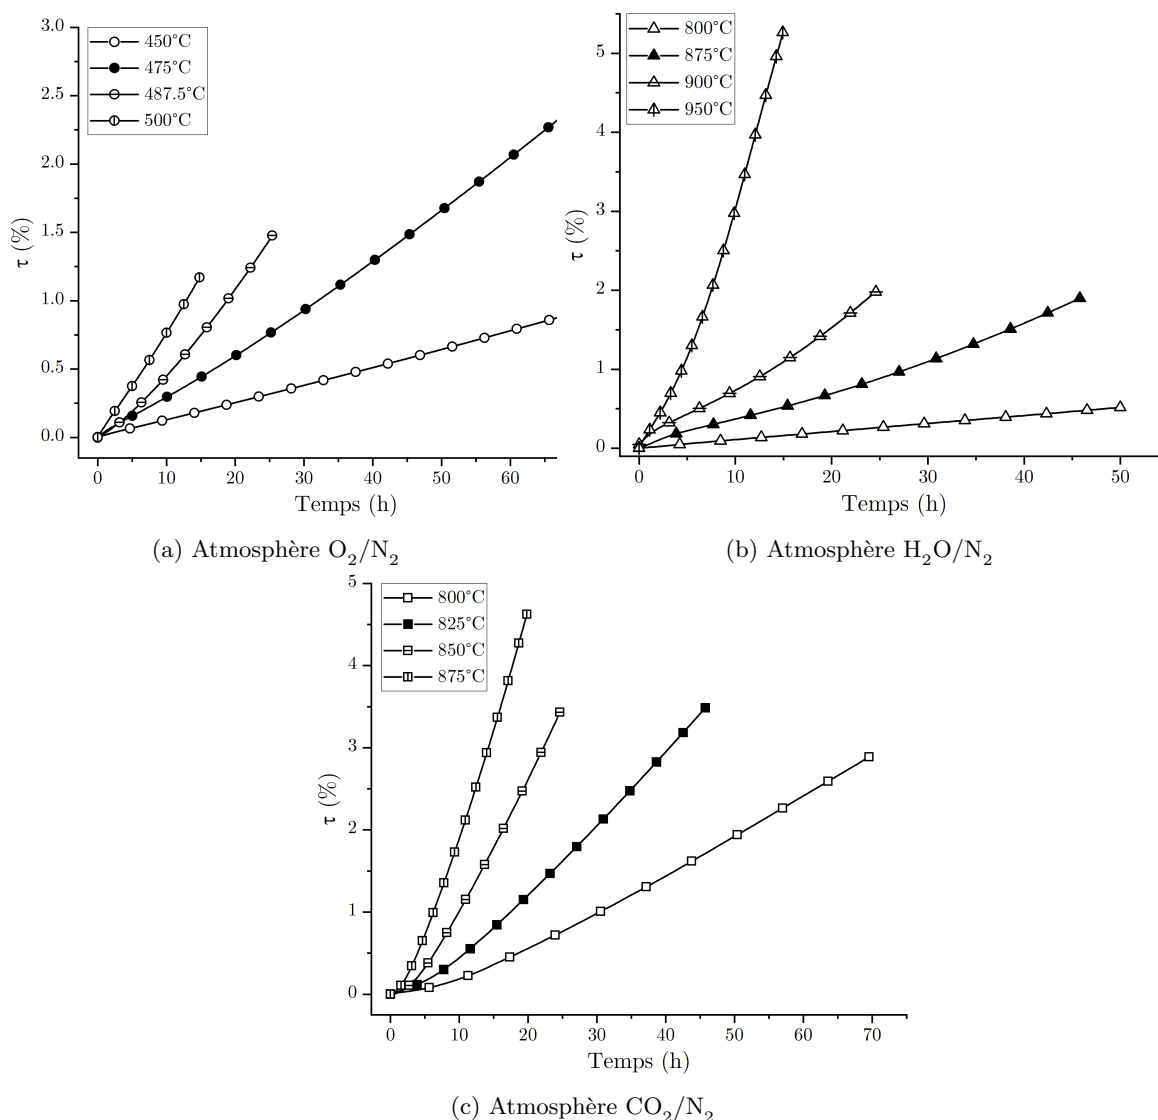 3.0
2.5
2.0
1.5
1.0
0.5
0.0
τ (%)
450°C
475°C
487.5°C
500°C
0 10 20 30 40 50 60
Temps (h)
(a) Atmosphère O2/N2
5
4
3
2
1
0
τ (%)
800°C
875°C
900°C
950°C
0 10 20 30 40 50
Temps (h)
(b) Atmosphère H2O/N2
5
4
3
2
1
0
τ (%)
800°C
825°C
850°C
875°C
0 10 20 30 40 50 60 70
Temps (h)
(c) Atmosphère CO2/N2